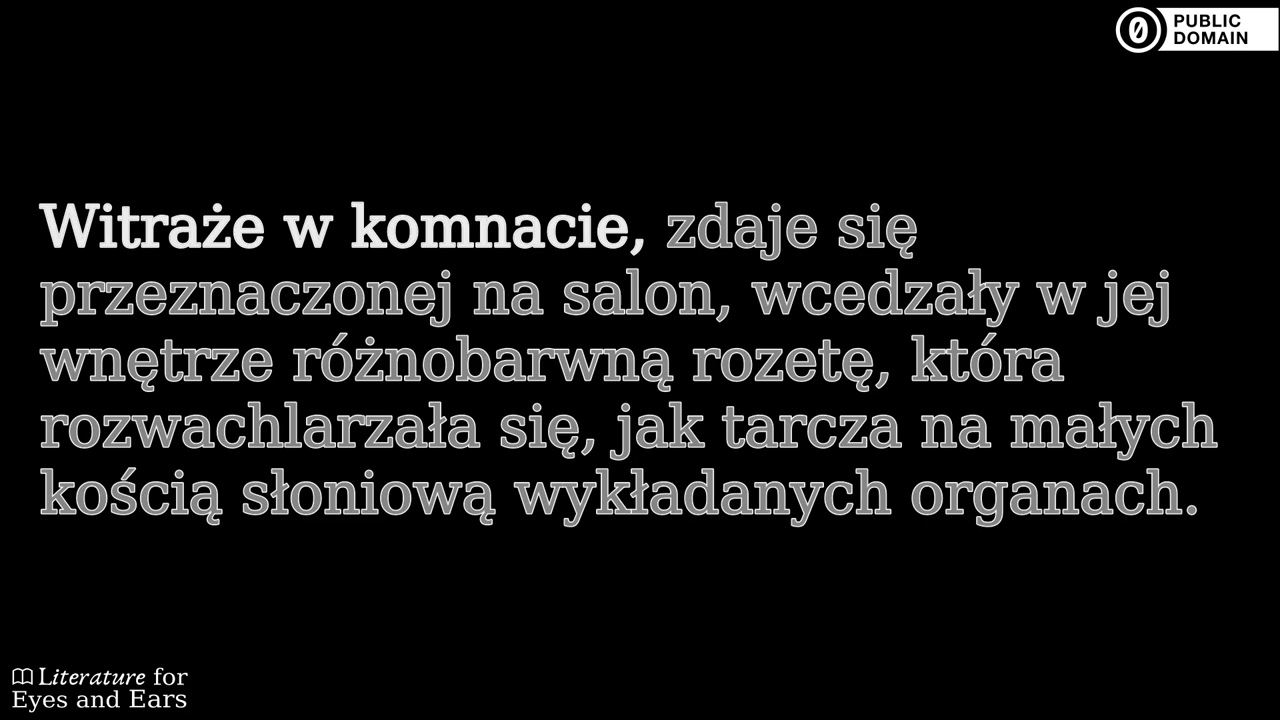 PUBLIC
DOMAIN
Witraże w komnacie, zdaje się
przeznaczonej na salon, wcedzały w jej
wnętrze różnobarwną rozetę, która
rozwachlarzała się, jak tarcza na małych
kością słoniową wykładanych organach.
Literature for
Eyes and Ears